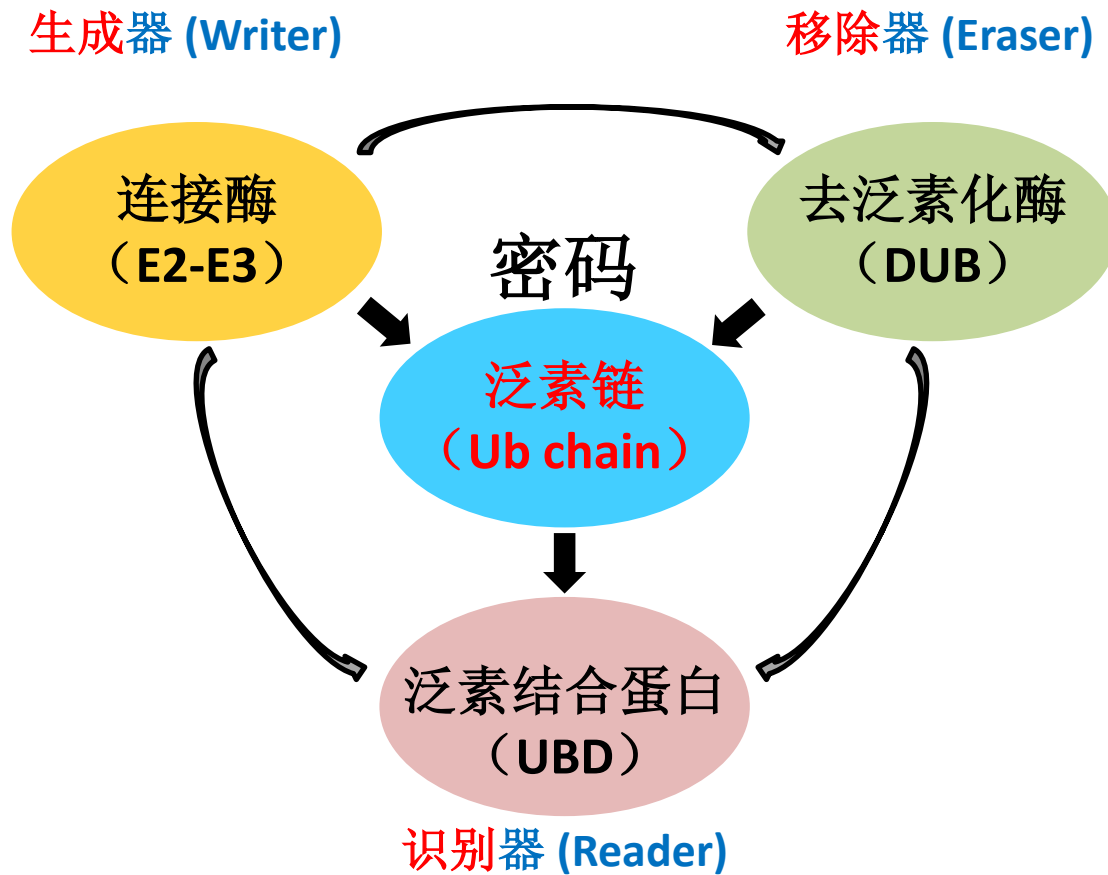 生成器 (Writer)
移除器 (Eraser)
连接酶
（E2-E3）
去泛素化酶
（DUB）
密码
泛素链
（Ub chain）
泛素结合蛋白
（UBD）
识别器 (Reader)